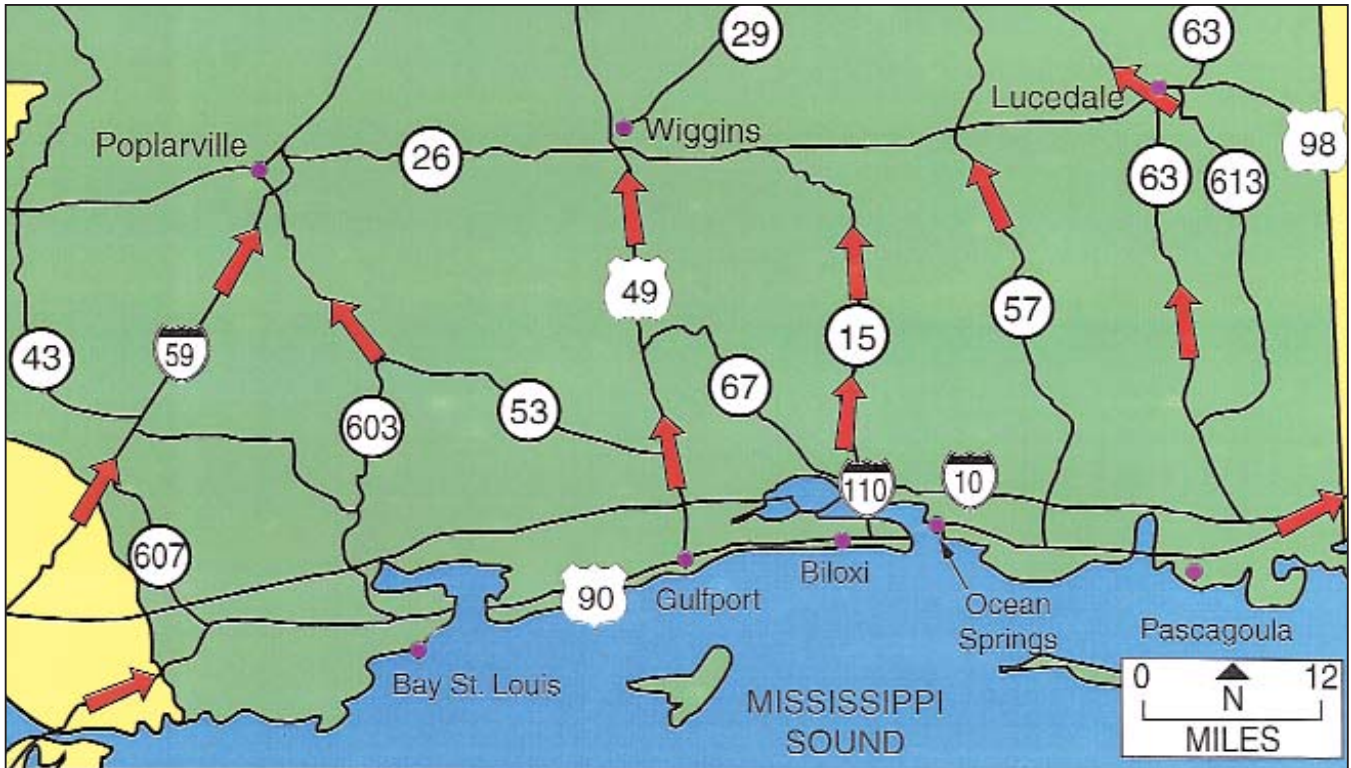 29
63
Lucedale
Wiggins
Poplarville
98
26
63
613
49
57
15
43
59
67
53
603
10
110
607
90
Gulfport
Biloxi
Ocean
Springs
Pascagoula
Bay St. Louis
MISSISSIPPI
SOUND
0 12
N
MILES